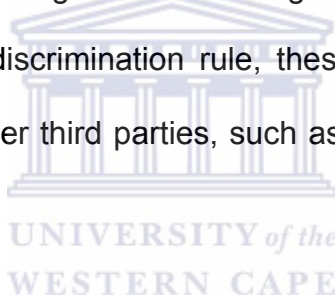 discrimination rule, thes
er third parties, such as
UNIVERSITY of the
WESTERN CAPE